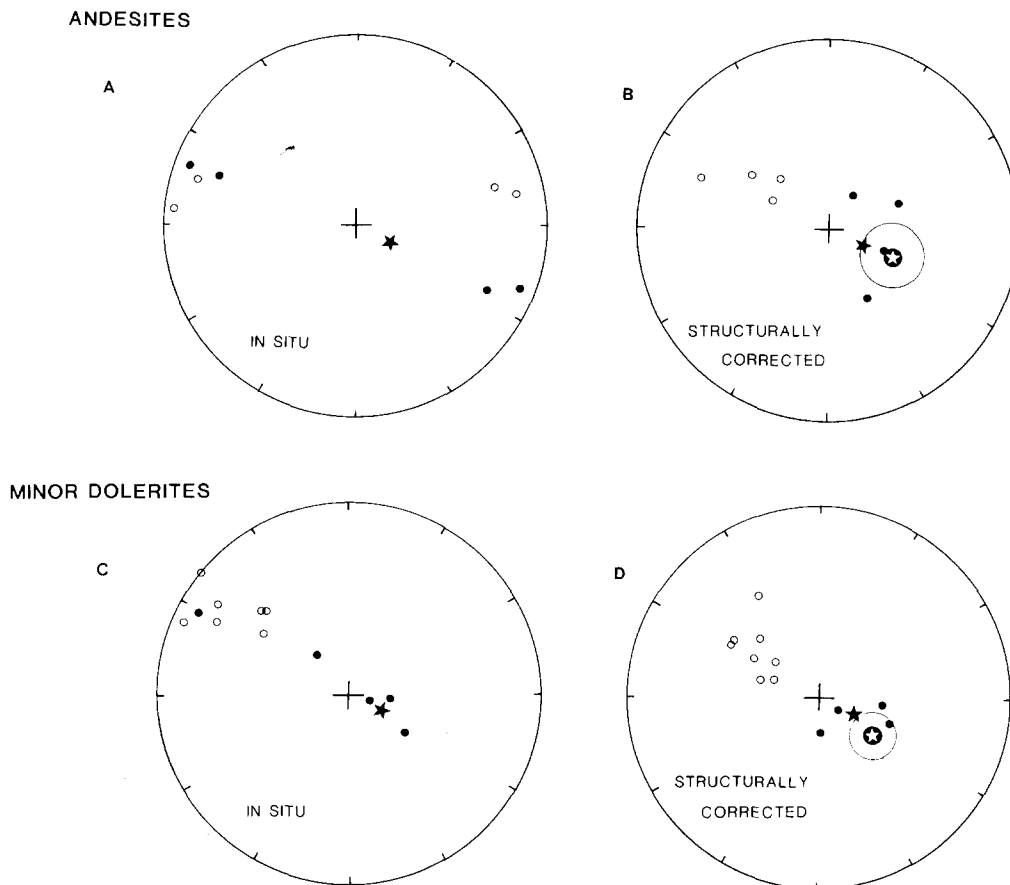 ANDESITES
A
B
IN SITU
STRUCTURALLY
CORRECTED
MINOR DOLERITES
C
D
IN SITU
STRUCTURALLY
CORRECTED